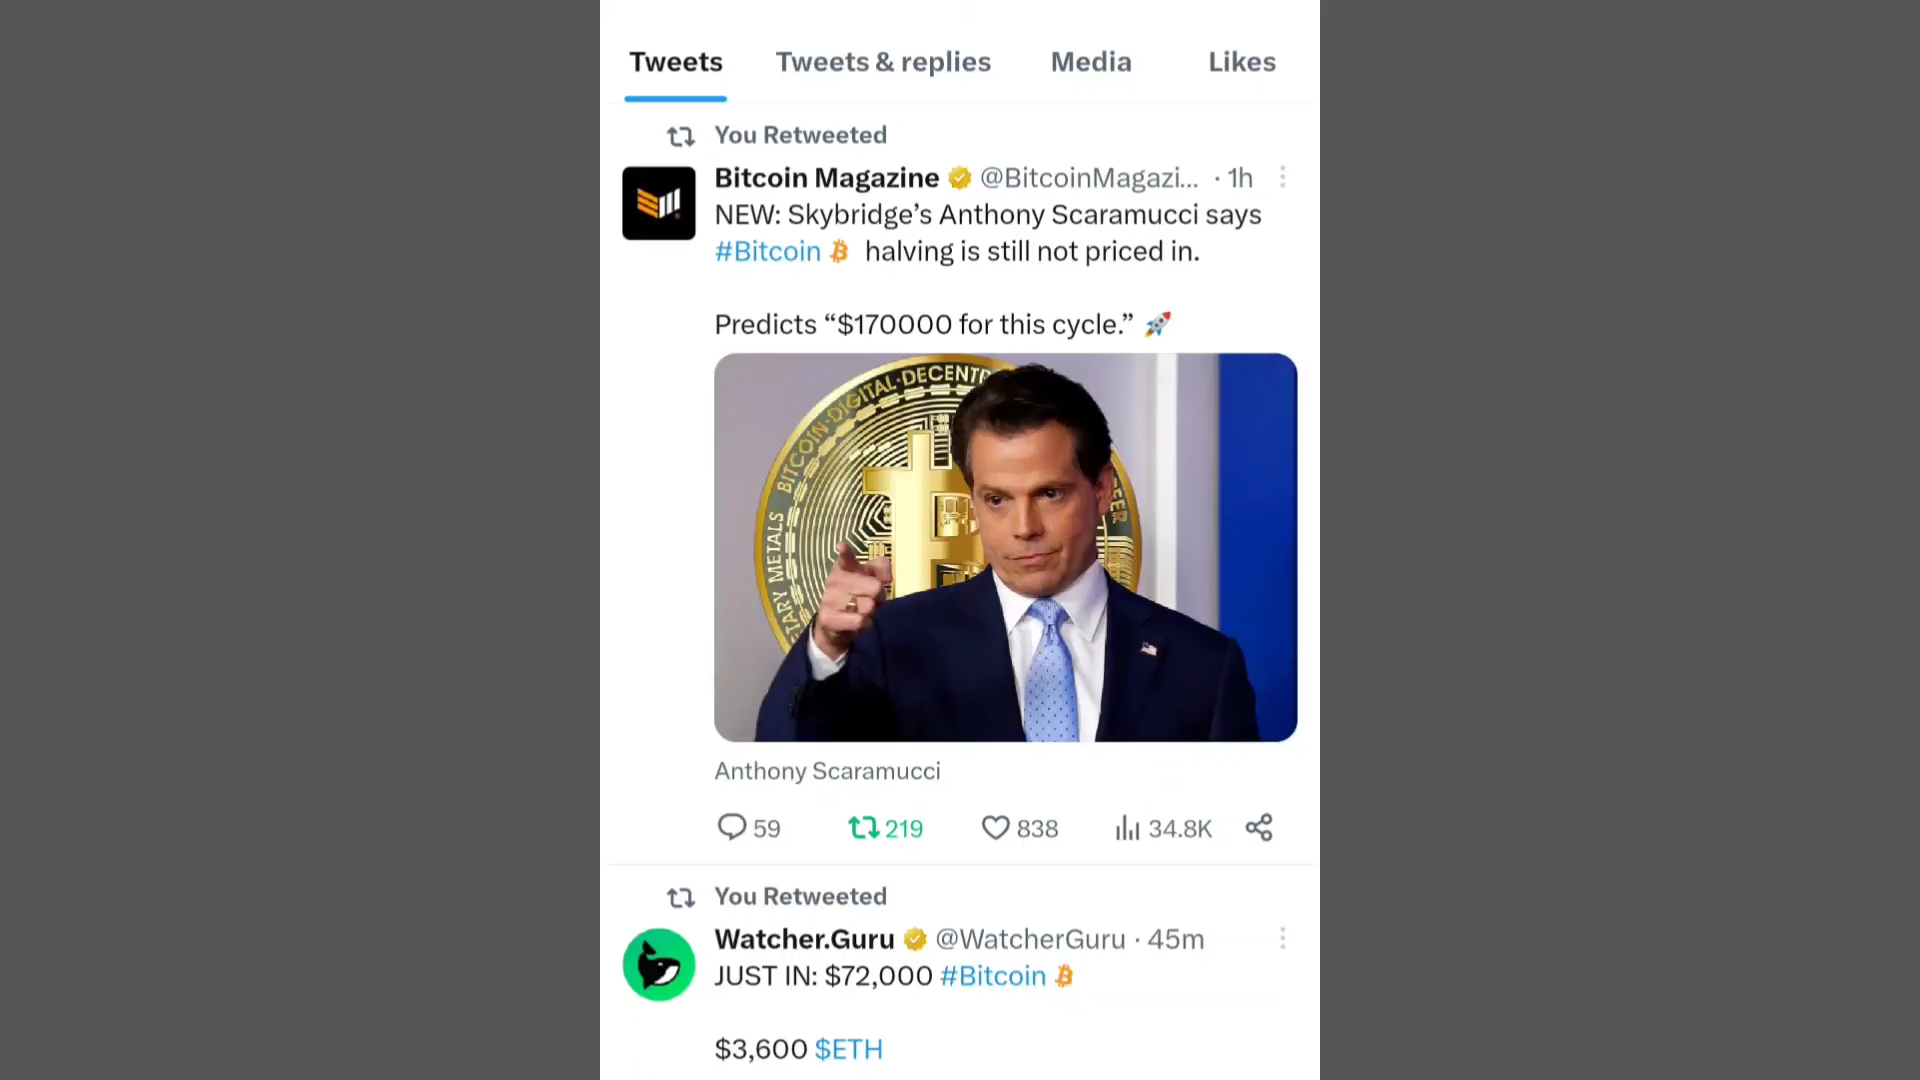 Tweets Tweets & replies Media Likes
You Retweeted
Bitcoin Magazine @BitcoinMagazi... · 1h
NEW: Skybridge’s Anthony Scaramucci says
#Bitcoin halving is still not priced in.
Predicts “$170000 for this cycle.” 🚀
BITCOIN·DIGITAL·DECENTR
TARY METALS
Anthony Scaramucci
59 219 838 34.8K
You Retweeted
Watcher.Guru @WatcherGuru · 45m
JUST IN: $72,000 #Bitcoin
$3,600 $ETH